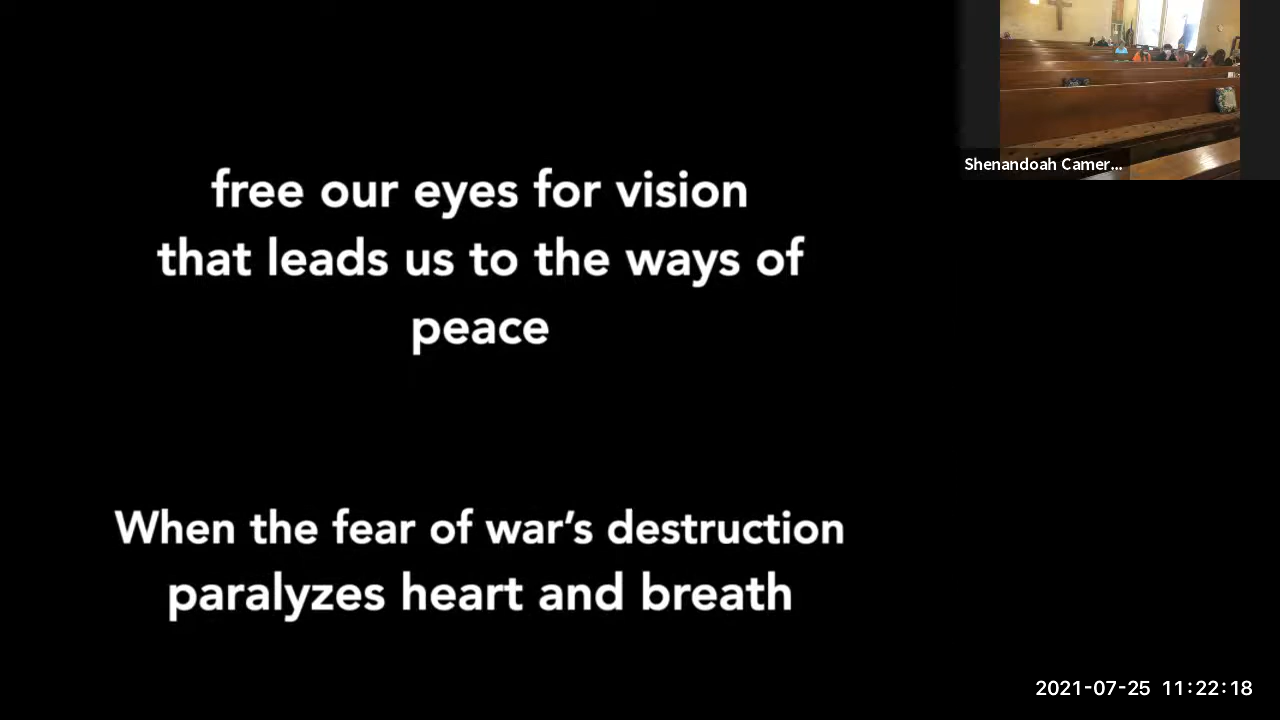 free our eyes for vision
that leads us to the ways of
peace
When the fear of war’s destruction
paralyzes heart and breath
Shenandoah Camer...
2021-07-25 11:22:18